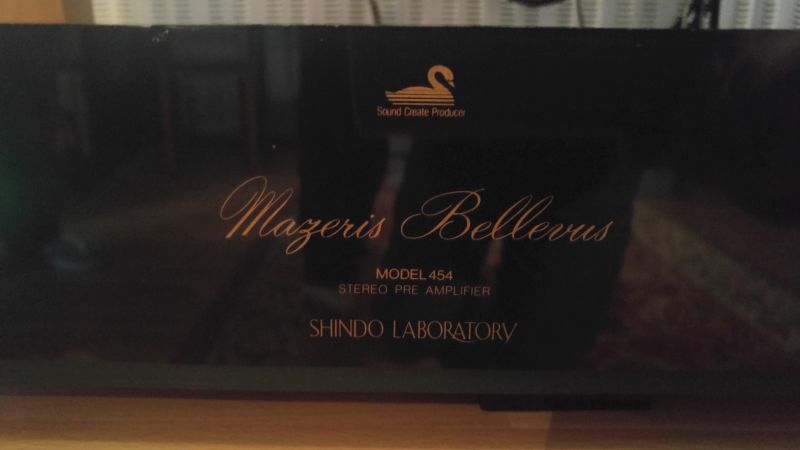 Sound Create Producer
Mazeris Bellevus
MODEL 454
STEREO PRE AMPLIFIER
SHINDO LABORATORY